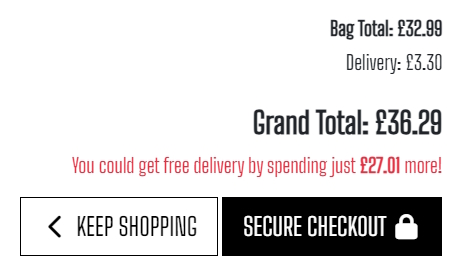 Bag Total: £32.99
Delivery: £3.30
Grand Total: £36.29
You could get free delivery by spending just £27.01 more!
KEEP SHOPPING
SECURE CHECKOUT